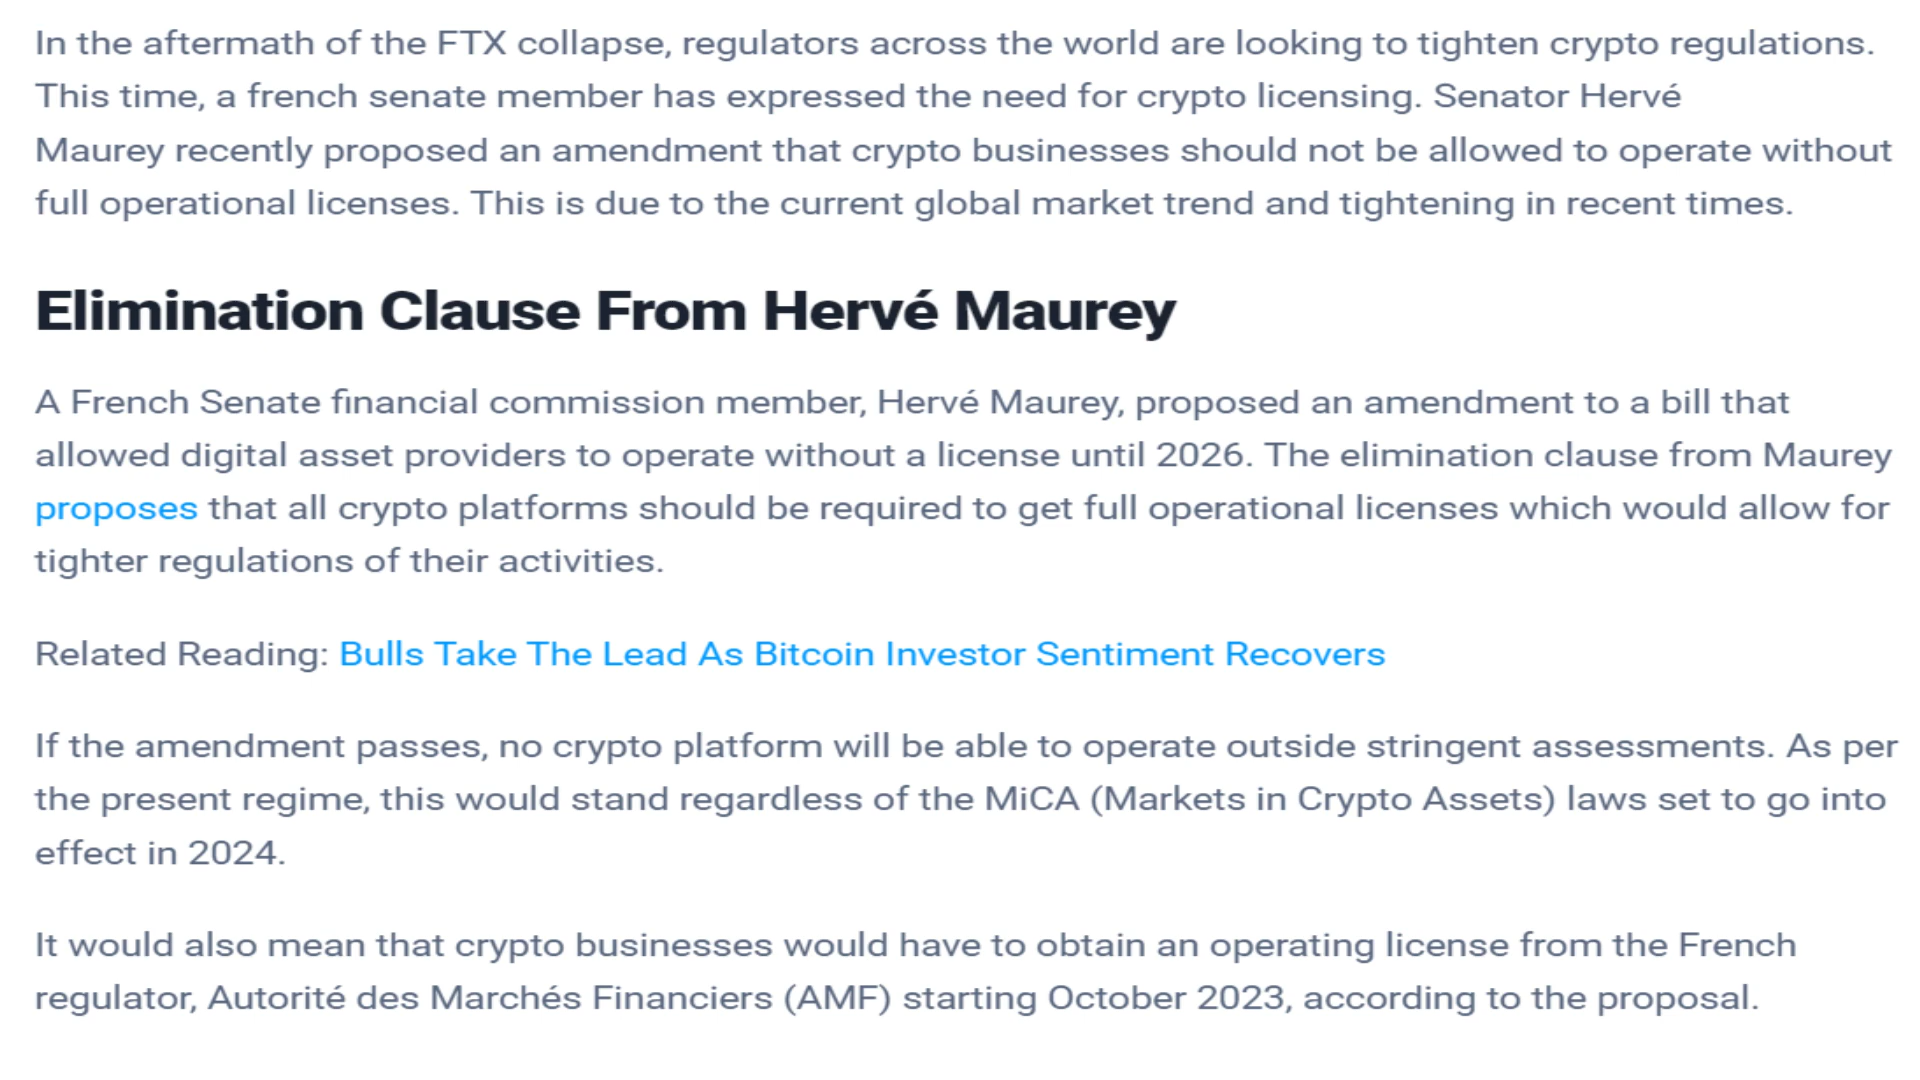 In the aftermath of the FTX collapse, regulators across the world are looking to tighten crypto regulations.
This time, a french senate member has expressed the need for crypto licensing. Senator Hervé
Maurey recently proposed an amendment that crypto businesses should not be allowed to operate without
full operational licenses. This is due to the current global market trend and tightening in recent times.
Elimination Clause From Hervé Maurey
A French Senate financial commission member, Hervé Maurey, proposed an amendment to a bill that
allowed digital asset providers to operate without a license until 2026. The elimination clause from Maurey
proposes that all crypto platforms should be required to get full operational licenses which would allow for
tighter regulations of their activities.
Related Reading: Bulls Take The Lead As Bitcoin Investor Sentiment Recovers
If the amendment passes, no crypto platform will be able to operate outside stringent assessments. As per
the present regime, this would stand regardless of the MiCA (Markets in Crypto Assets) laws set to go into
effect in 2024.
It would also mean that crypto businesses would have to obtain an operating license from the French
regulator, Autorité des Marchés Financiers (AMF) starting October 2023, according to the proposal.